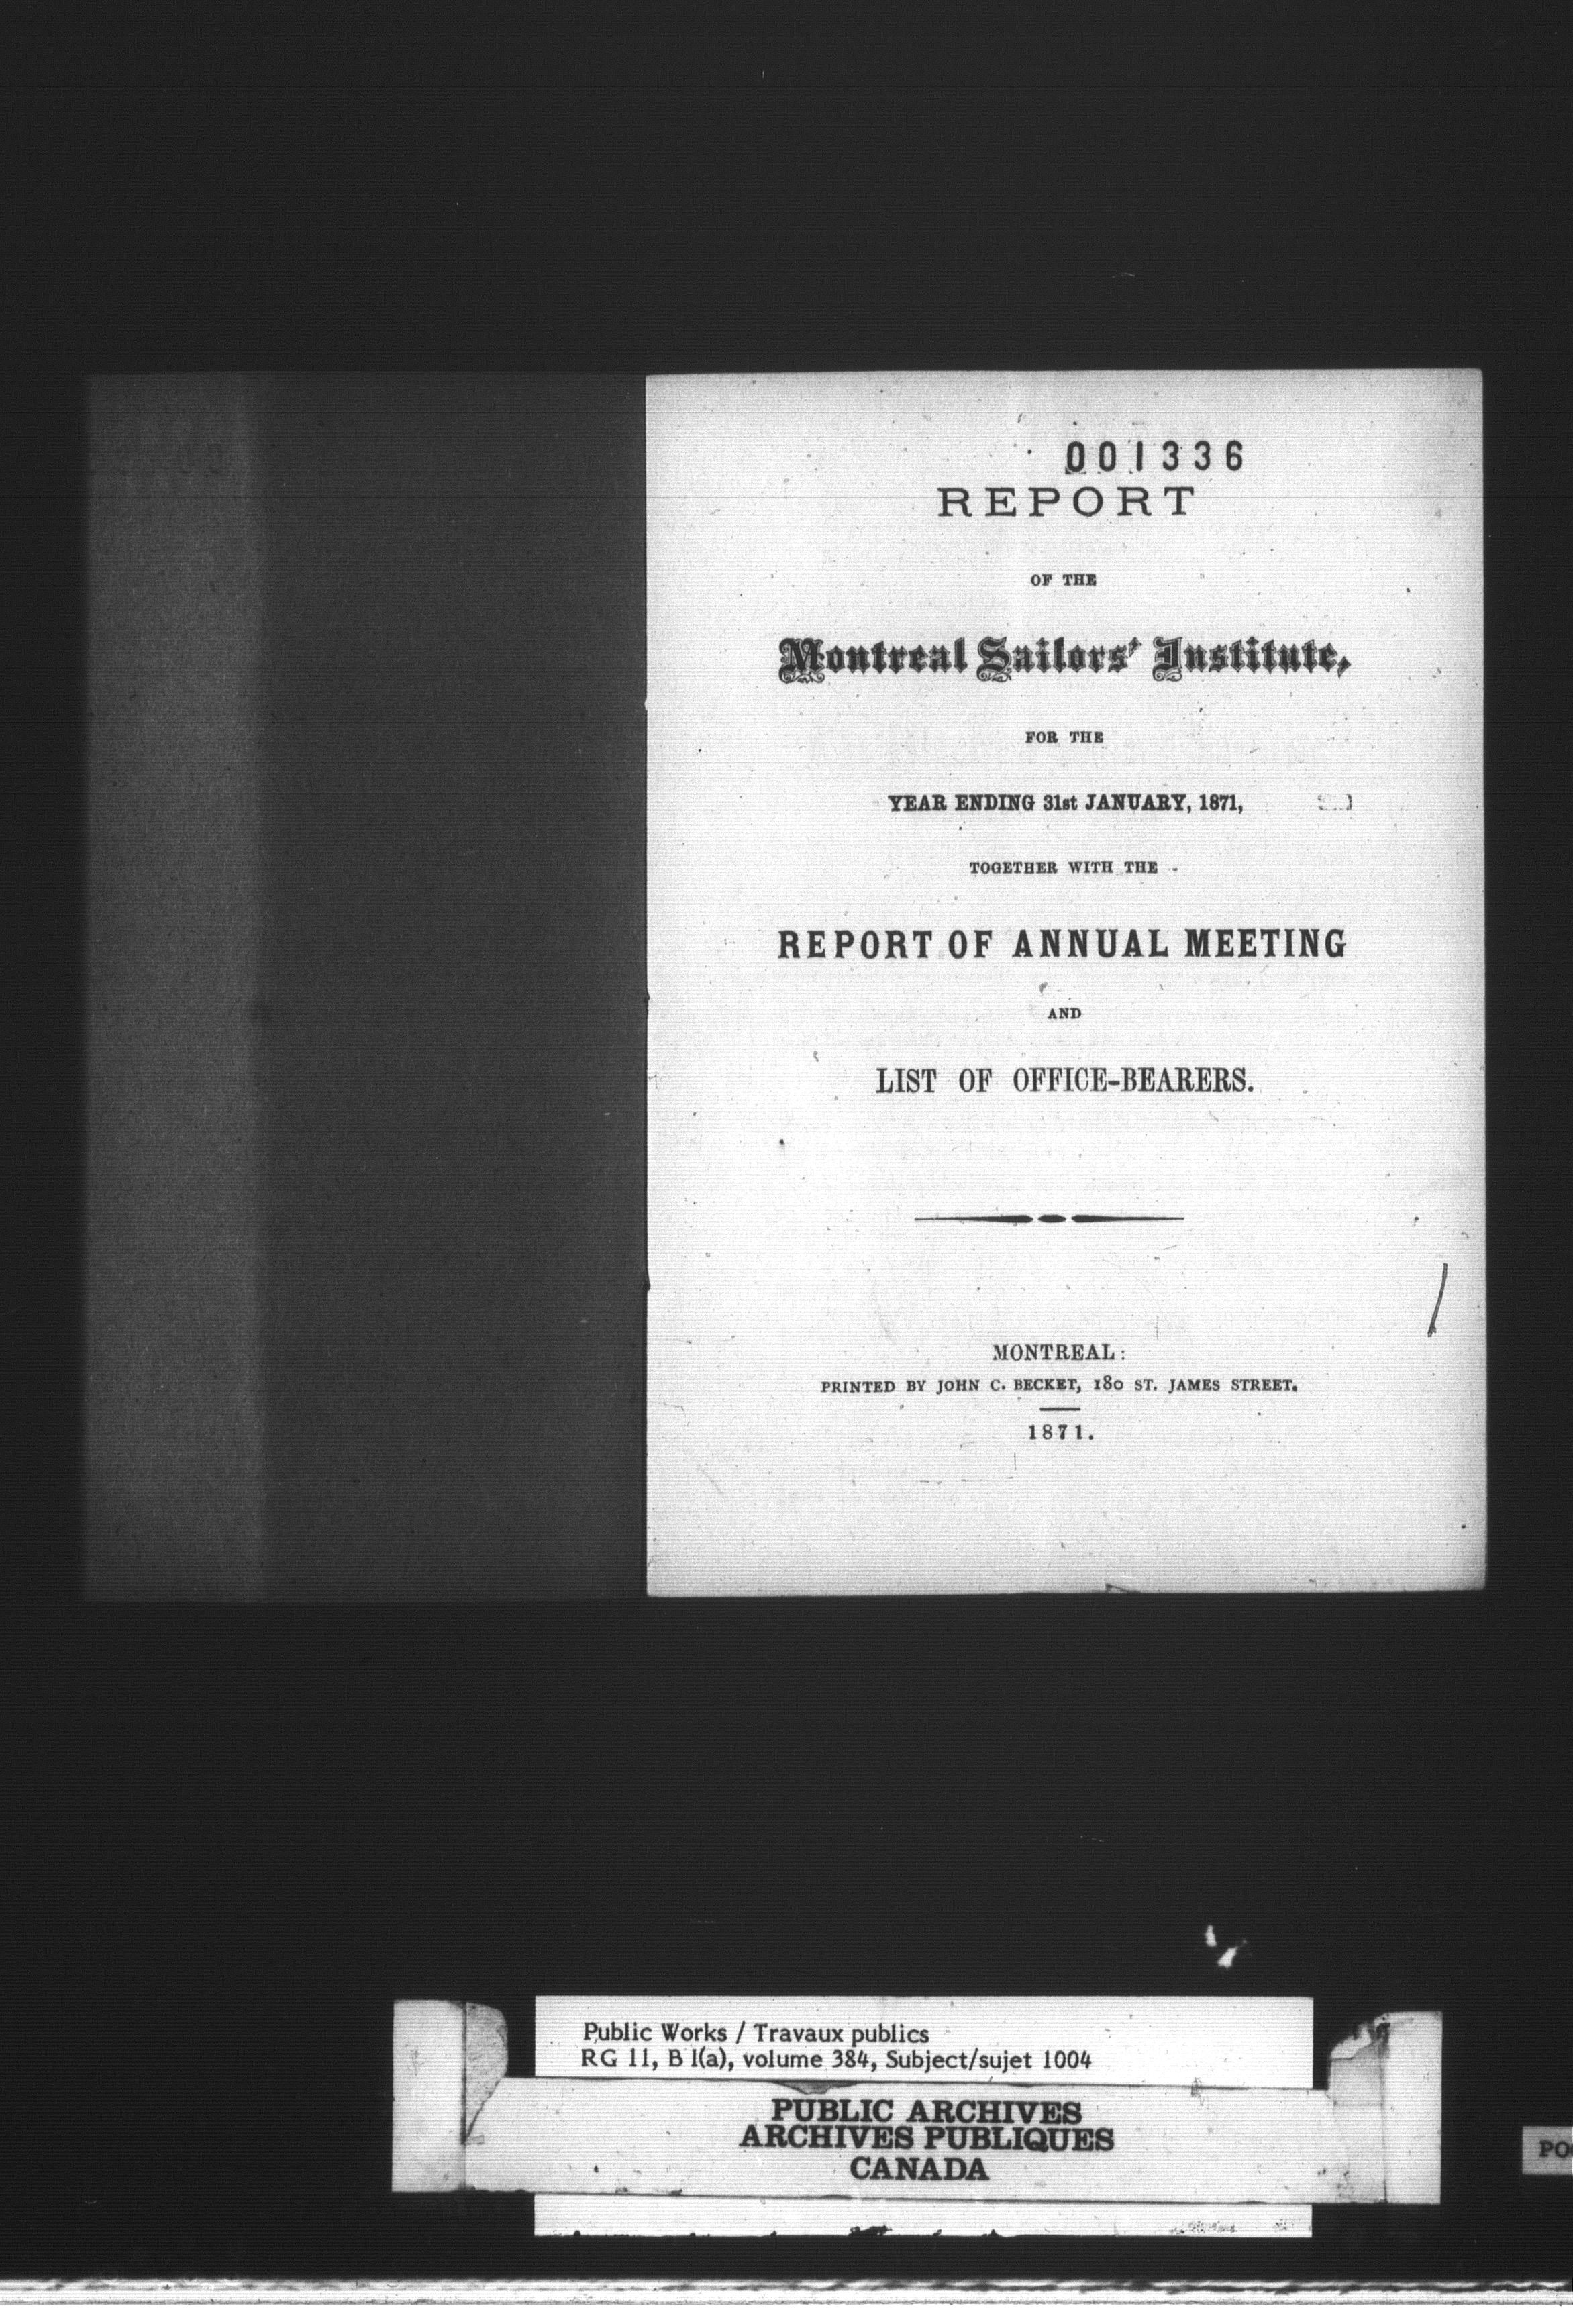 001336
REPORT
OF THE
Montreal Sailors' Institute,
FOR THE
YEAR ENDING 31st JANUARY, 1871,
TOGETHER WITH THE
REPORT OF ANNUAL MEETING
AND
LIST OF OFFICE-BEARERS.
MONTREAL:
PRINTED BY JOHN C. BECKET, 180 ST. JAMES STREET.
1871.
Public Works / Travaux publics
RG 11, B1(a), volume 384, Subject/sujet 1004
PUBLIC ARCHIVES
ARCHIVES PUBLIQUES
CANADA